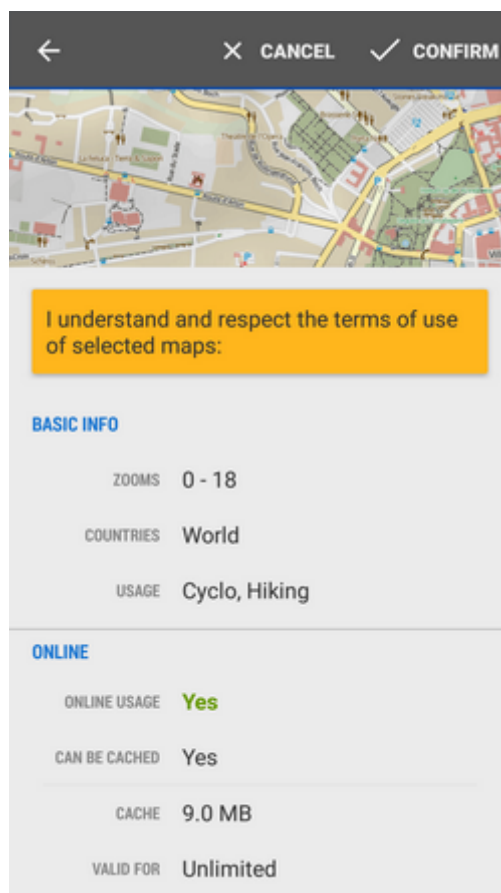 CANCEL CONFIRM
I understand and respect the terms of use
of selected maps:
BASIC INFO
ZOOMS 0 - 18
COUNTRIES World
USAGE Cyclo, Hiking
ONLINE
ONLINE USAGE Yes
CAN BE CACHED Yes
CACHE 9.0 MB
VALID FOR Unlimited